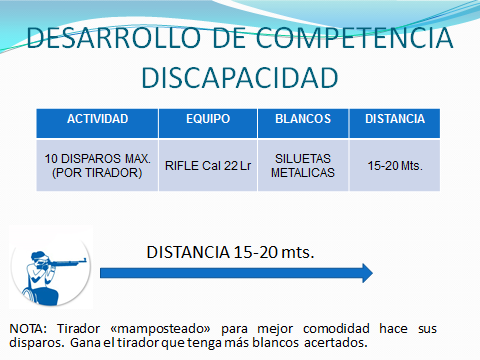 DESARROLLO DE COMPETENCIA
DISCAPACIDAD
ACTIVIDAD EQUIPO BLANCOS DISTANCIA
10 DISPAROS MAX. (POR TIRADOR) RIFLE Cal 22 Lr SILUETAS METALICAS 15-20 Mts.
DISTANCIA 15-20 mts.
NOTA: Tirador «mamposteado» para mejor comodidad hace sus
disparos. Gana el tirador que tenga más blancos acertados.